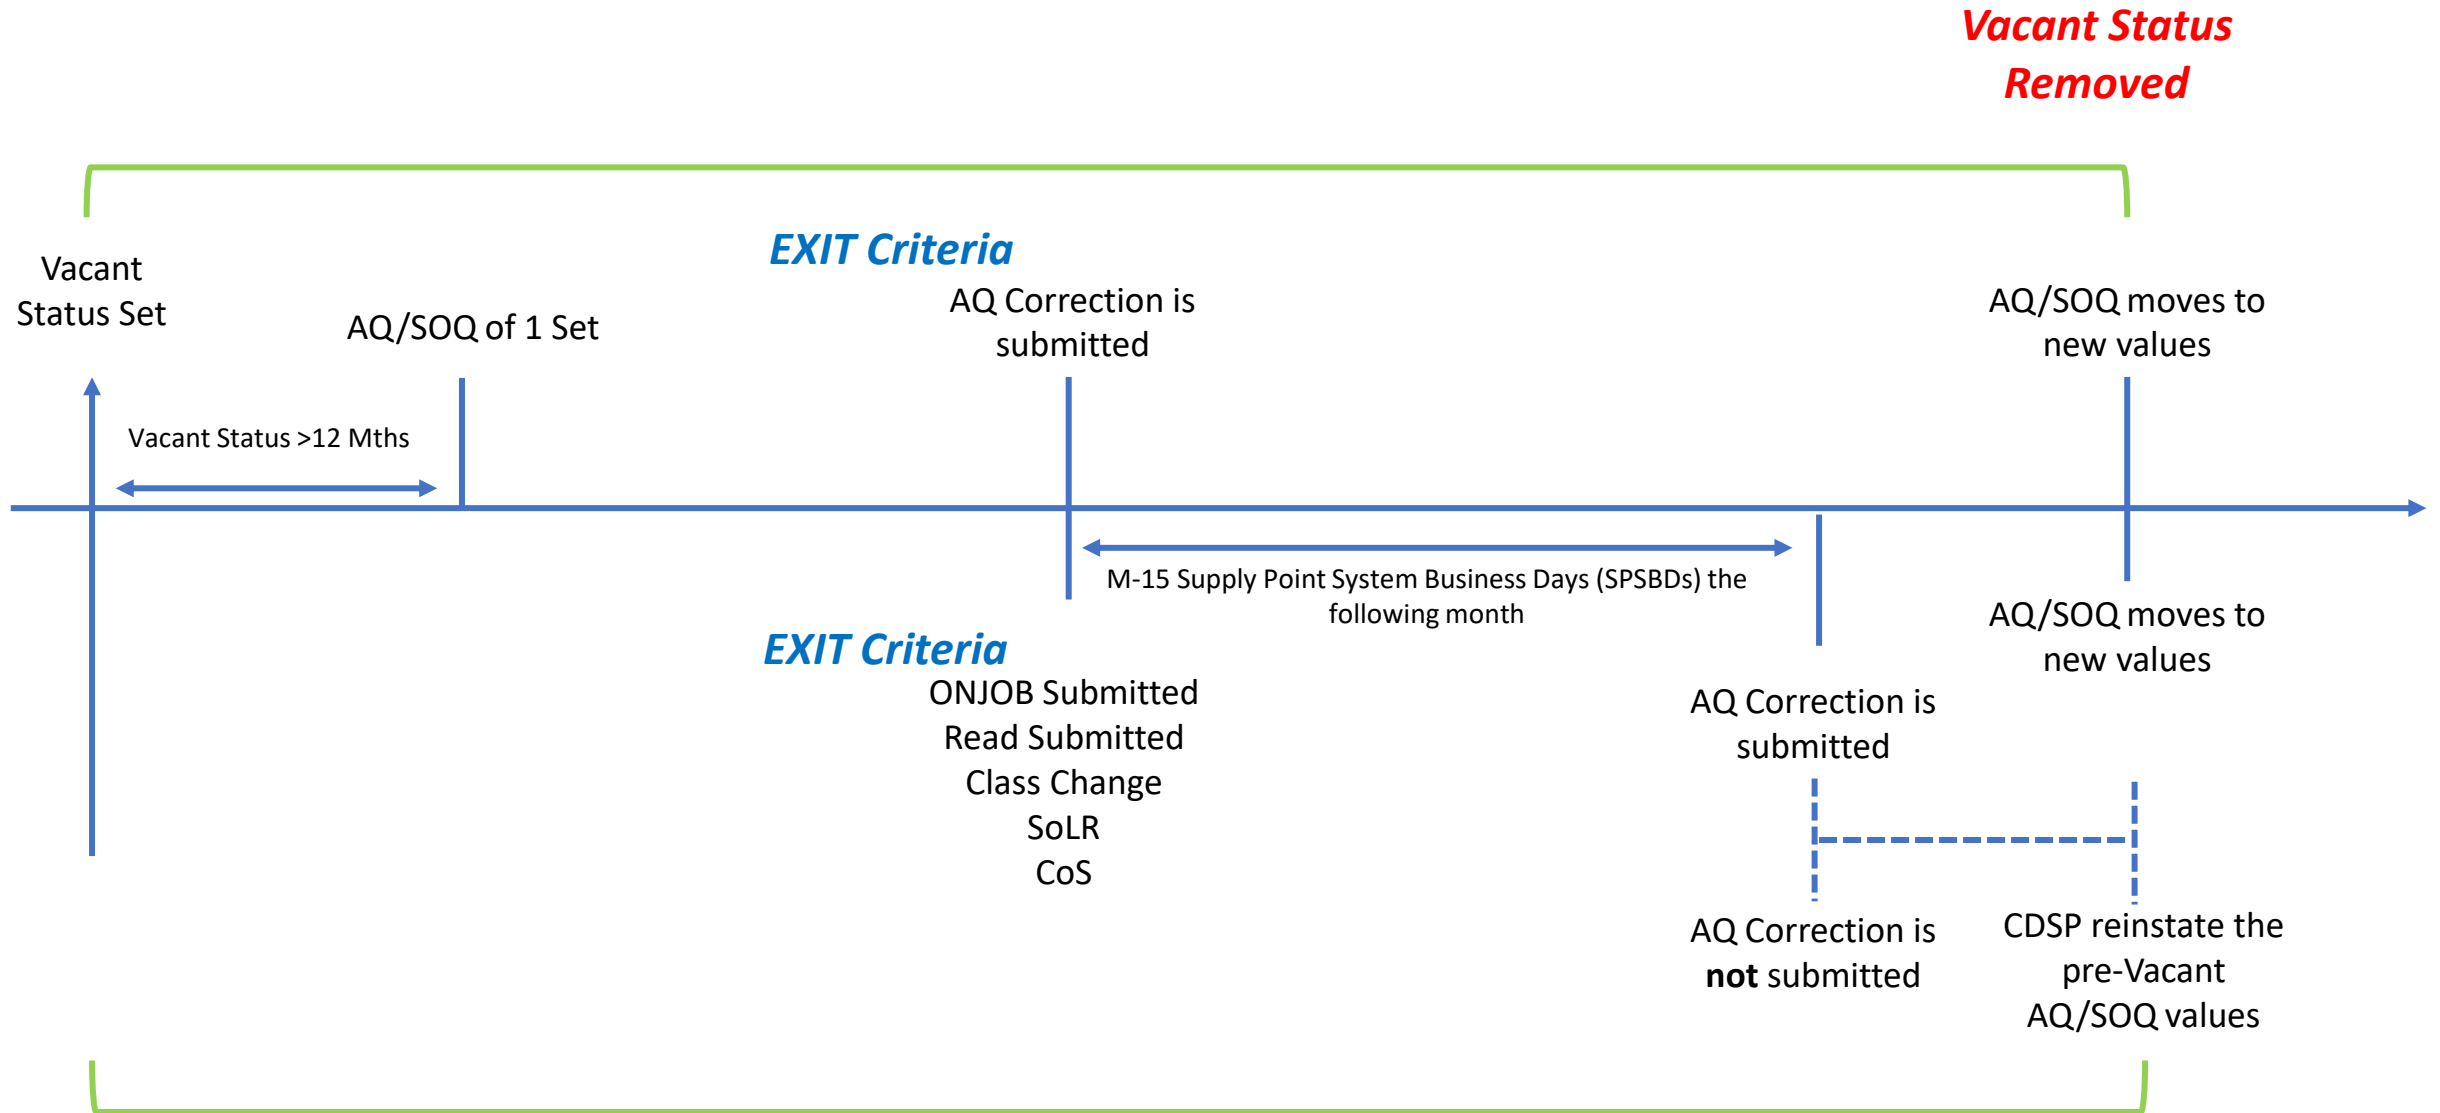 Vacant Status
Removed
EXIT Criteria
Vacant
Status Set
AQ/SOQ of 1 Set
AQ Correction is
submitted
AQ/SOQ moves to
new values
Vacant Status >12 Mths
M-15 Supply Point System Business Days (SPSBDs) the
following month
EXIT Criteria
ONJOB Submitted
Read Submitted
Class Change
SoLR
CoS
AQ/SOQ moves to
new values
AQ Correction is
submitted
AQ Correction is
not submitted
CDSP reinstate the
pre-Vacant
AQ/SOQ values